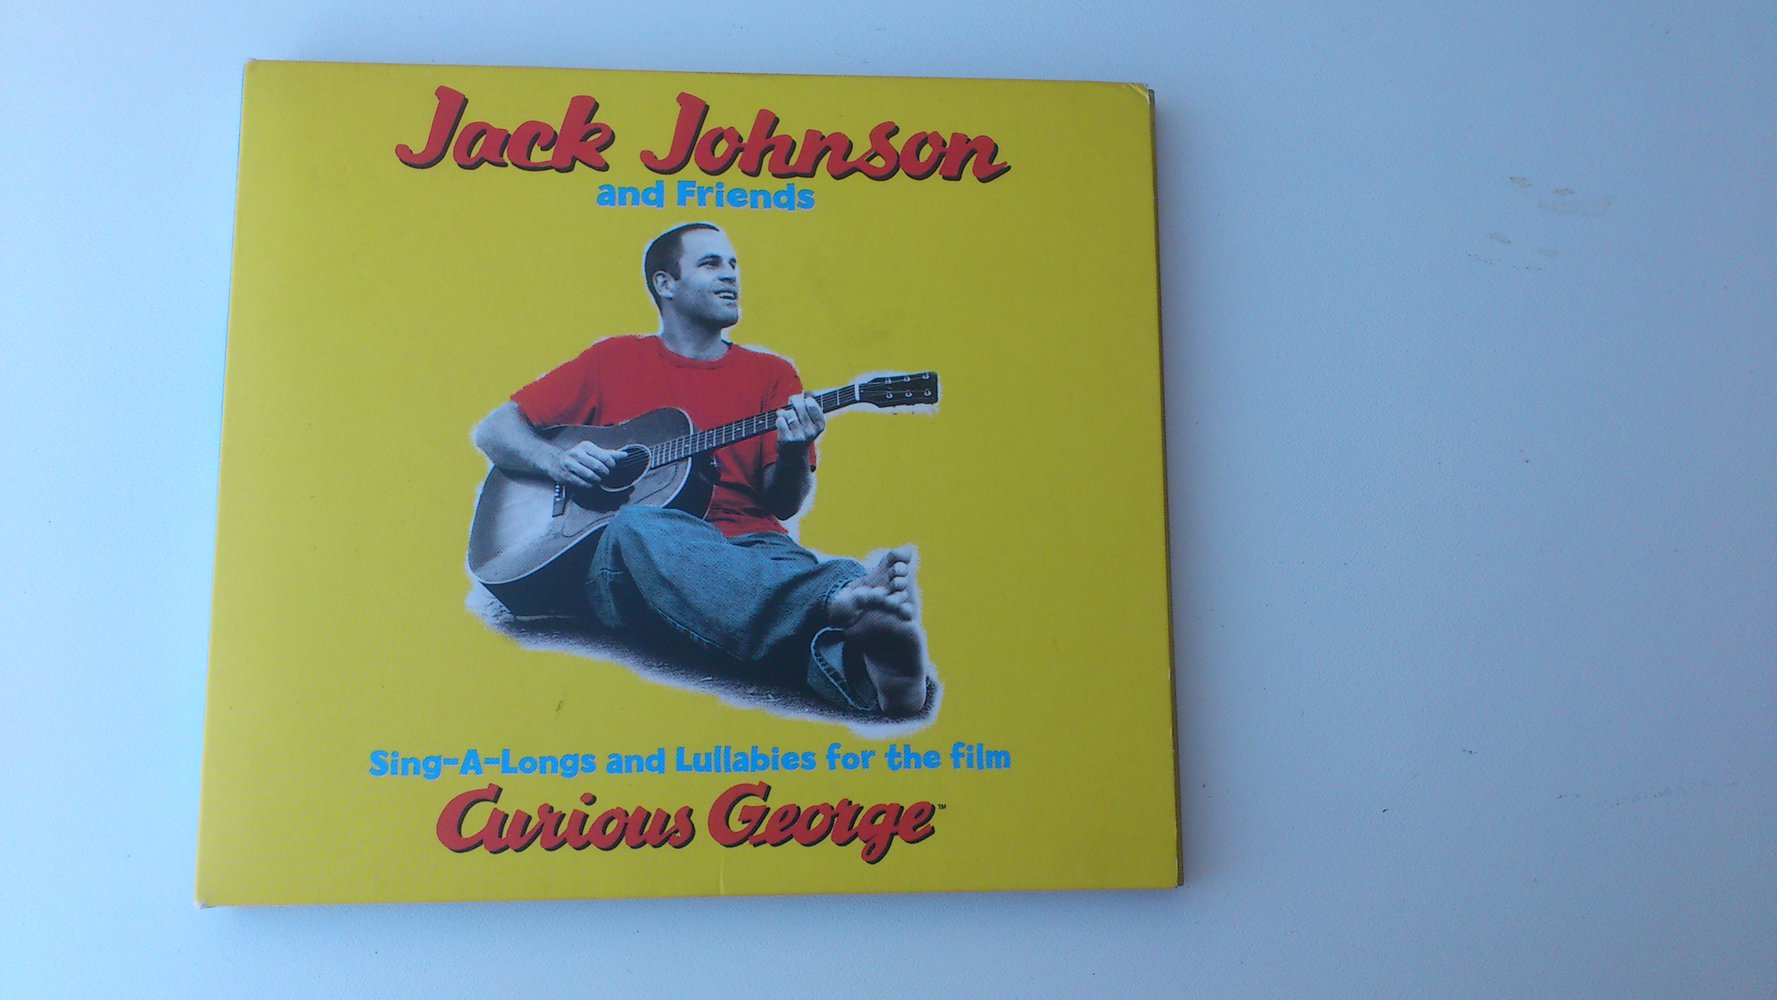 Jack Johnson
and Friends
Sing-A-Longs and Lullabies for the film
Curious George™